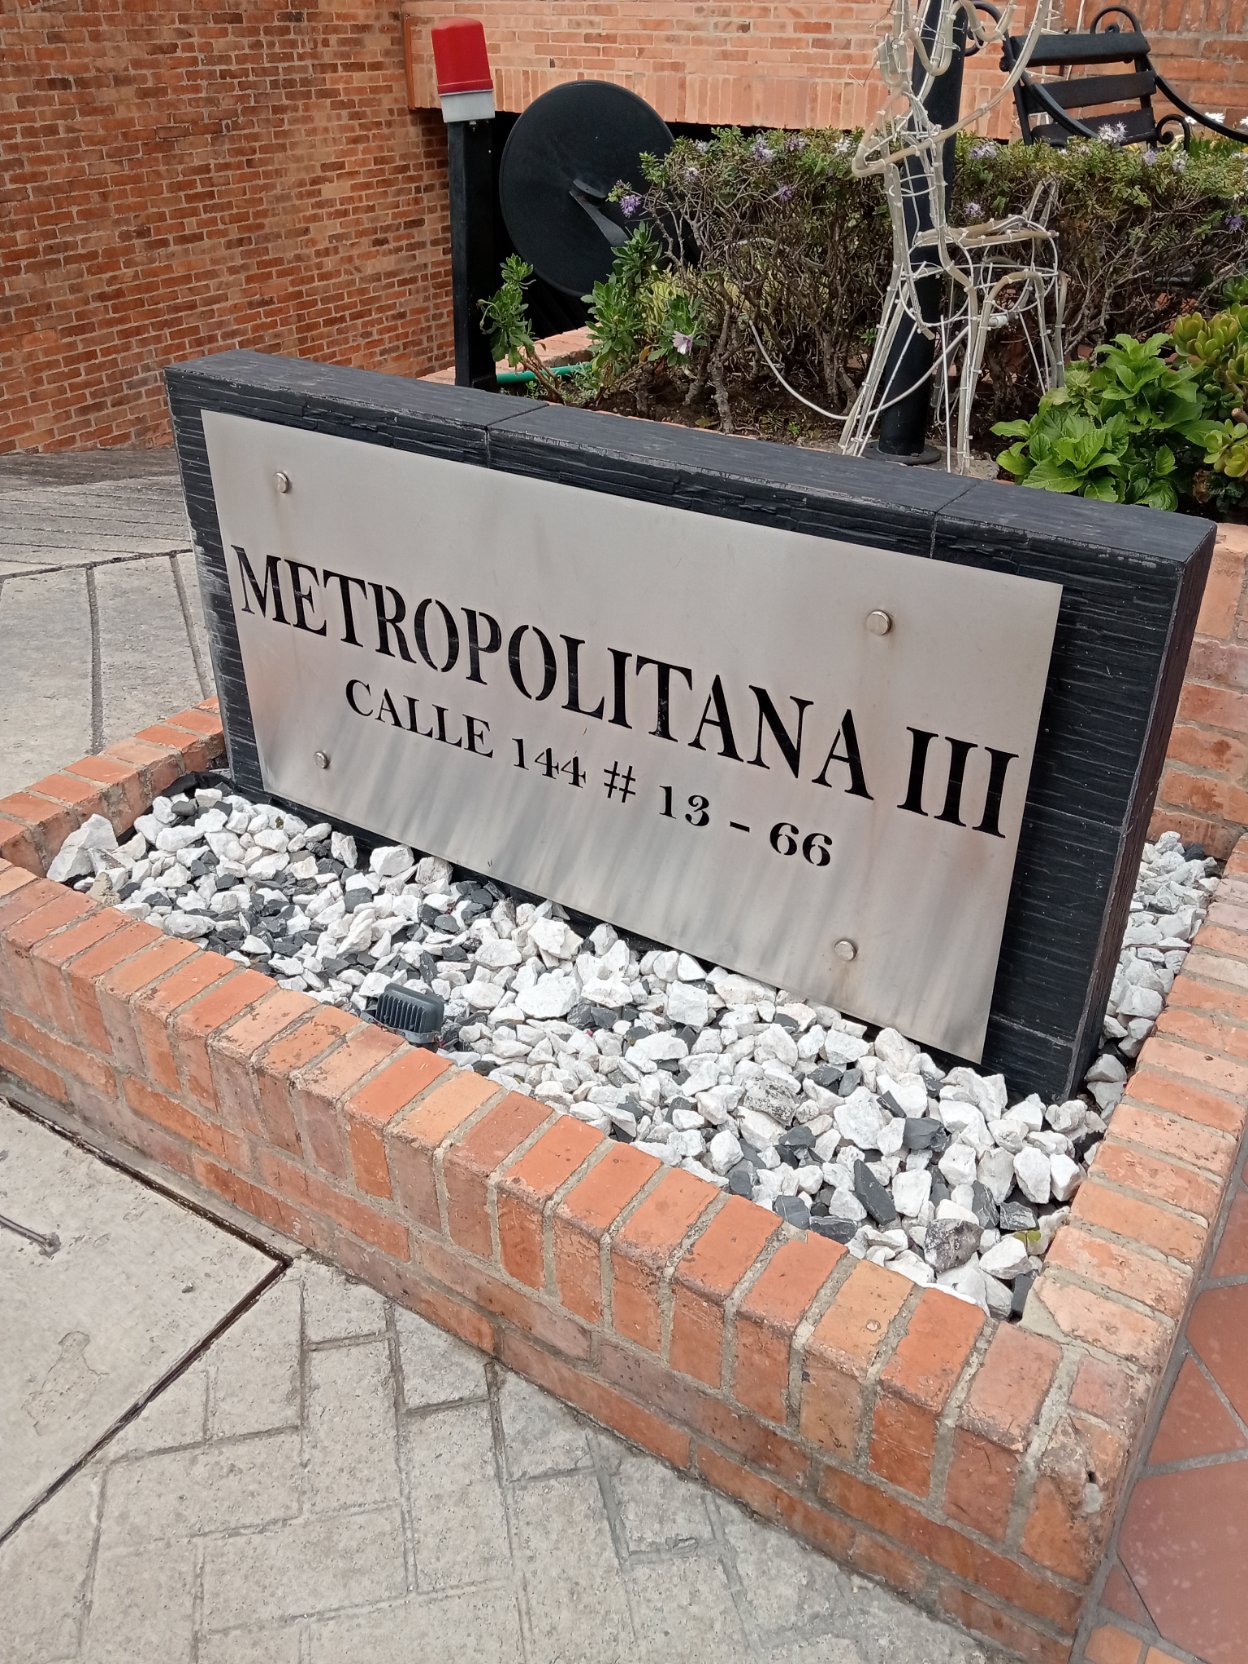 METROPOLITANA III
CALLE 144 # 13 - 66